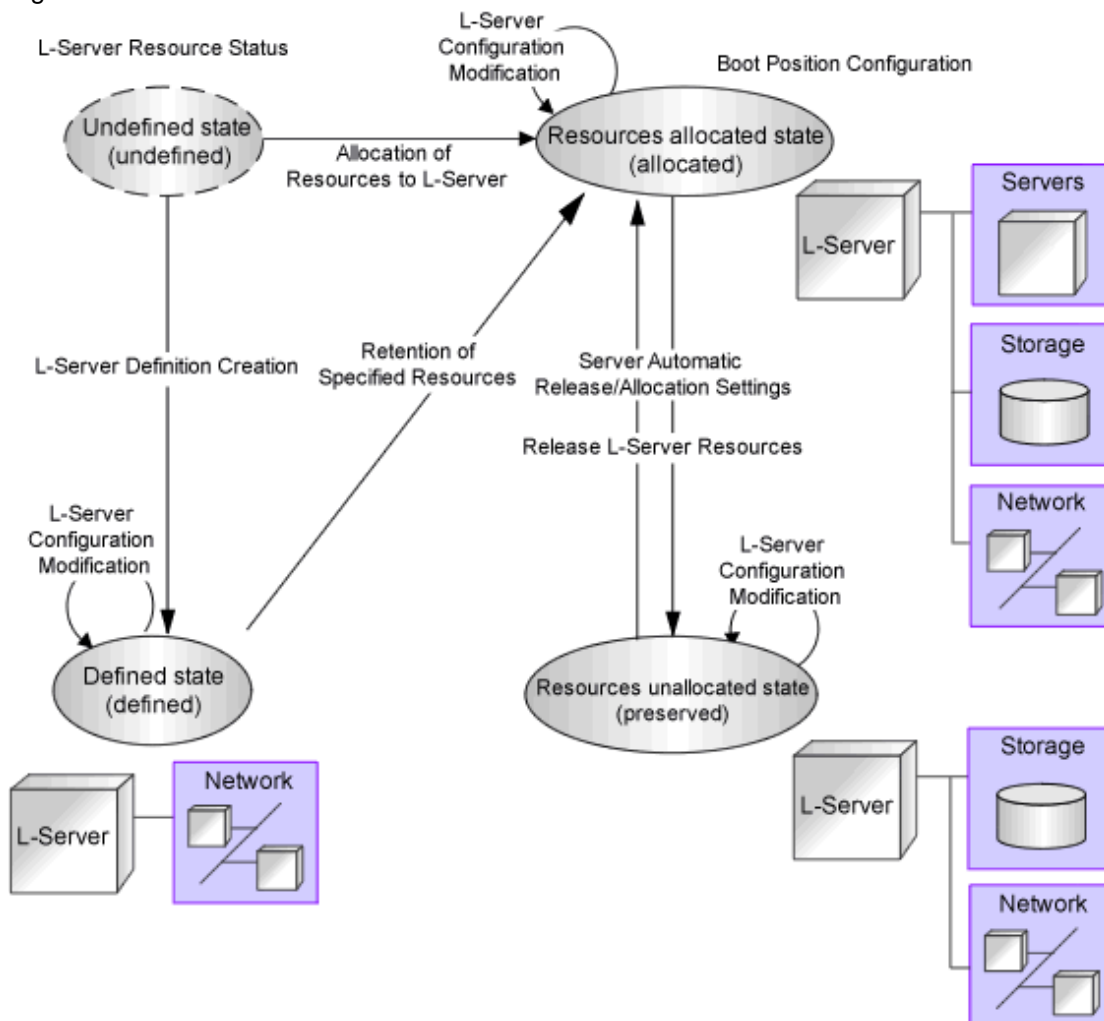 L-Server Resource Status
L-Server
Configuration
Modification
Boot Position Configuration
Undefined state
(undefined)
Allocation of
Resources to L-Server
Resources allocated state
(allocated)
L-Server
Servers
Storage
Network
L-Server Definition Creation
Retention of
Specified Resources
Server Automatic
Release/Allocation Settings
Release L-Server Resources
L-Server
Configuration
Modification
Defined state
(defined)
L-Server
Network
L-Server
Configuration
Modification
Resources unallocated state
(preserved)
L-Server
Storage
Network